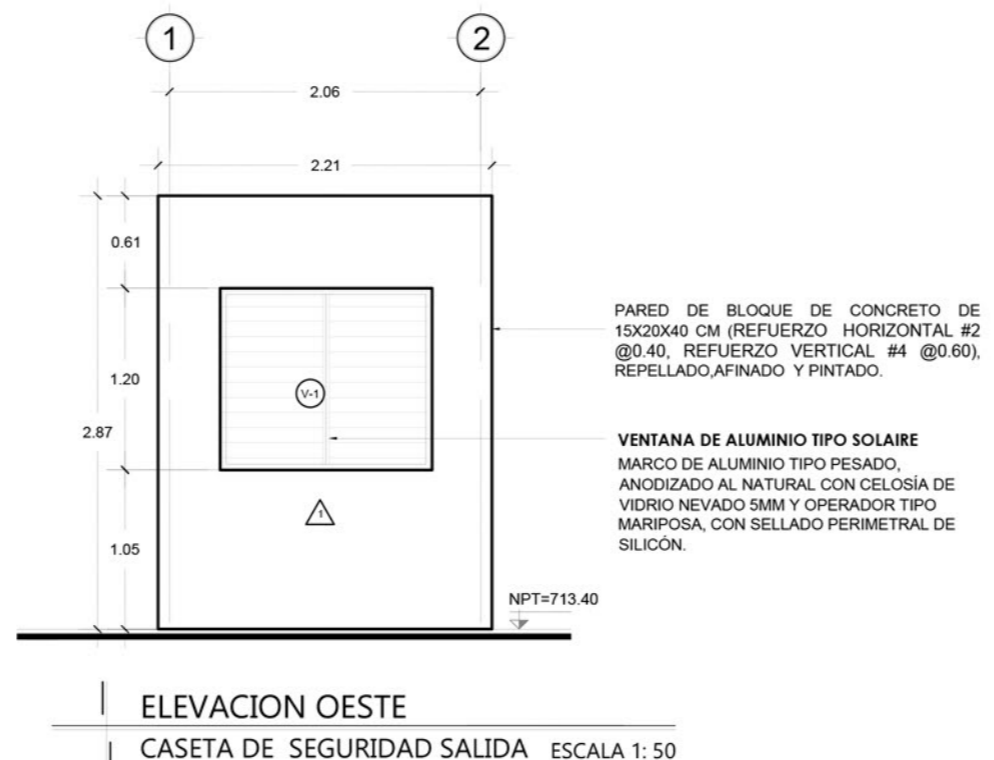 1
2
2.06
2.21
0.61
1.20
2.87
1.05
V-1
1
PARED DE BLOQUE DE CONCRETO DE
15X20X40 CM (REFUERZO HORIZONTAL #2
@0.40, REFUERZO VERTICAL #4 @0.60),
REPELLADO,AFINADO Y PINTADO.
VENTANA DE ALUMINIO TIPO SOLAIRE
MARCO DE ALUMINIO TIPO PESADO,
ANODIZADO AL NATURAL CON CELOSÍA DE
VIDRIO NEVADO 5MM Y OPERADOR TIPO
MARIPOSA, CON SELLADO PERIMETRAL DE
SILICÓN.
NPT=713.40
ELEVACION OESTE
CASETA DE SEGURIDAD SALIDA ESCALA 1: 50